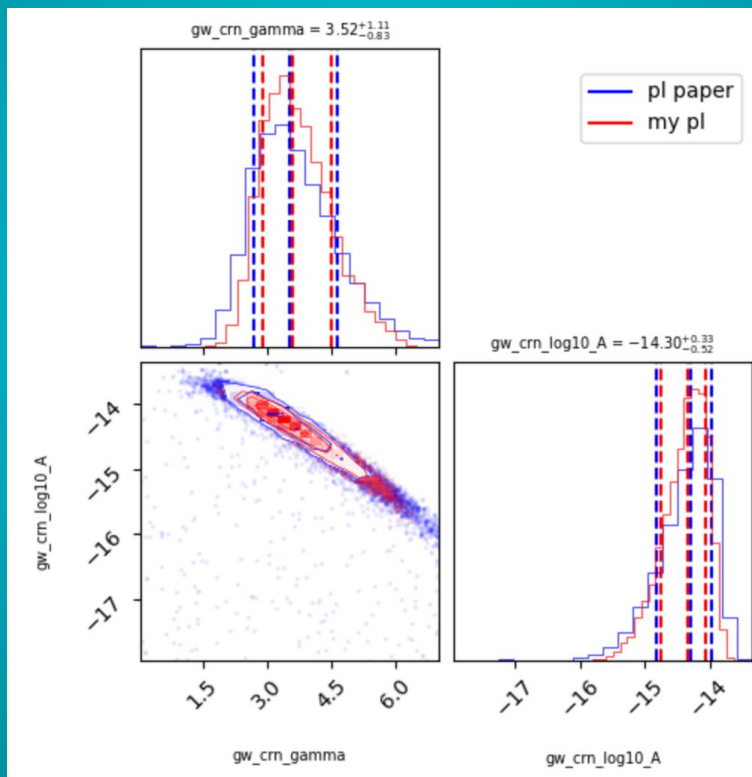 gw_crn_gamma = 3.52^{+1.11}_{-0.83}
pl paper
my pl
gw_crn_log10_A = −14.30^{+0.33}_{-0.52}
−14
−15
−16
−17
gw_crn_log10_A
1.5 3.0 4.5 6.0
−17 −16 −15 −14
gw_crn_gamma
gw_crn_log10_A